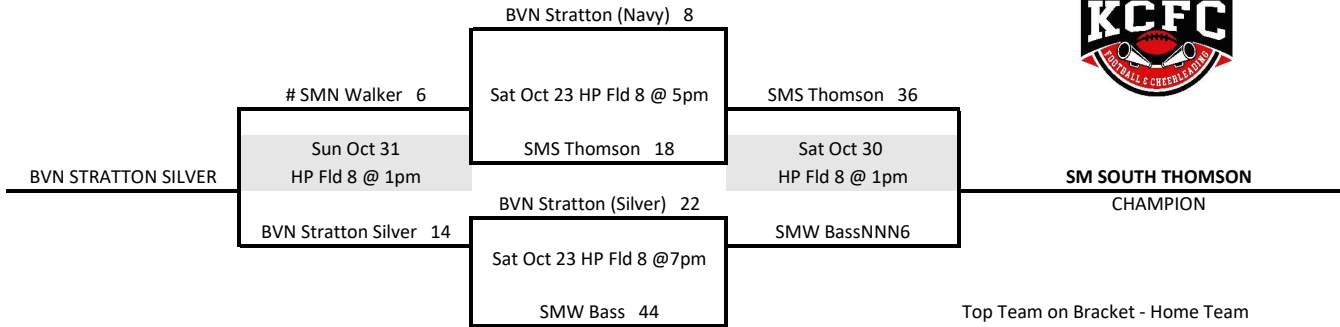 BVN Stratton (Navy) 8
KCFC
FOOTBALL & CHEERLEADING
# SMN Walker 6
Sat Oct 23 HP Fld 8 @ 5pm
SMS Thomson 36
Sun Oct 31
SMS Thomson 18
Sat Oct 30
BVN STRATTON SILVER
HP Fld 8 @ 1pm
HP Fld 8 @ 1pm
SM SOUTH THOMSON
BVN Stratton (Silver) 22
CHAMPION
BVN Stratton Silver 14
SMW BassNNN6
Sat Oct 23 HP Fld 8 @7pm
SMW Bass 44
Top Team on Bracket - Home Team